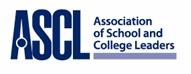 ASCL
Association
of School and
College Leaders